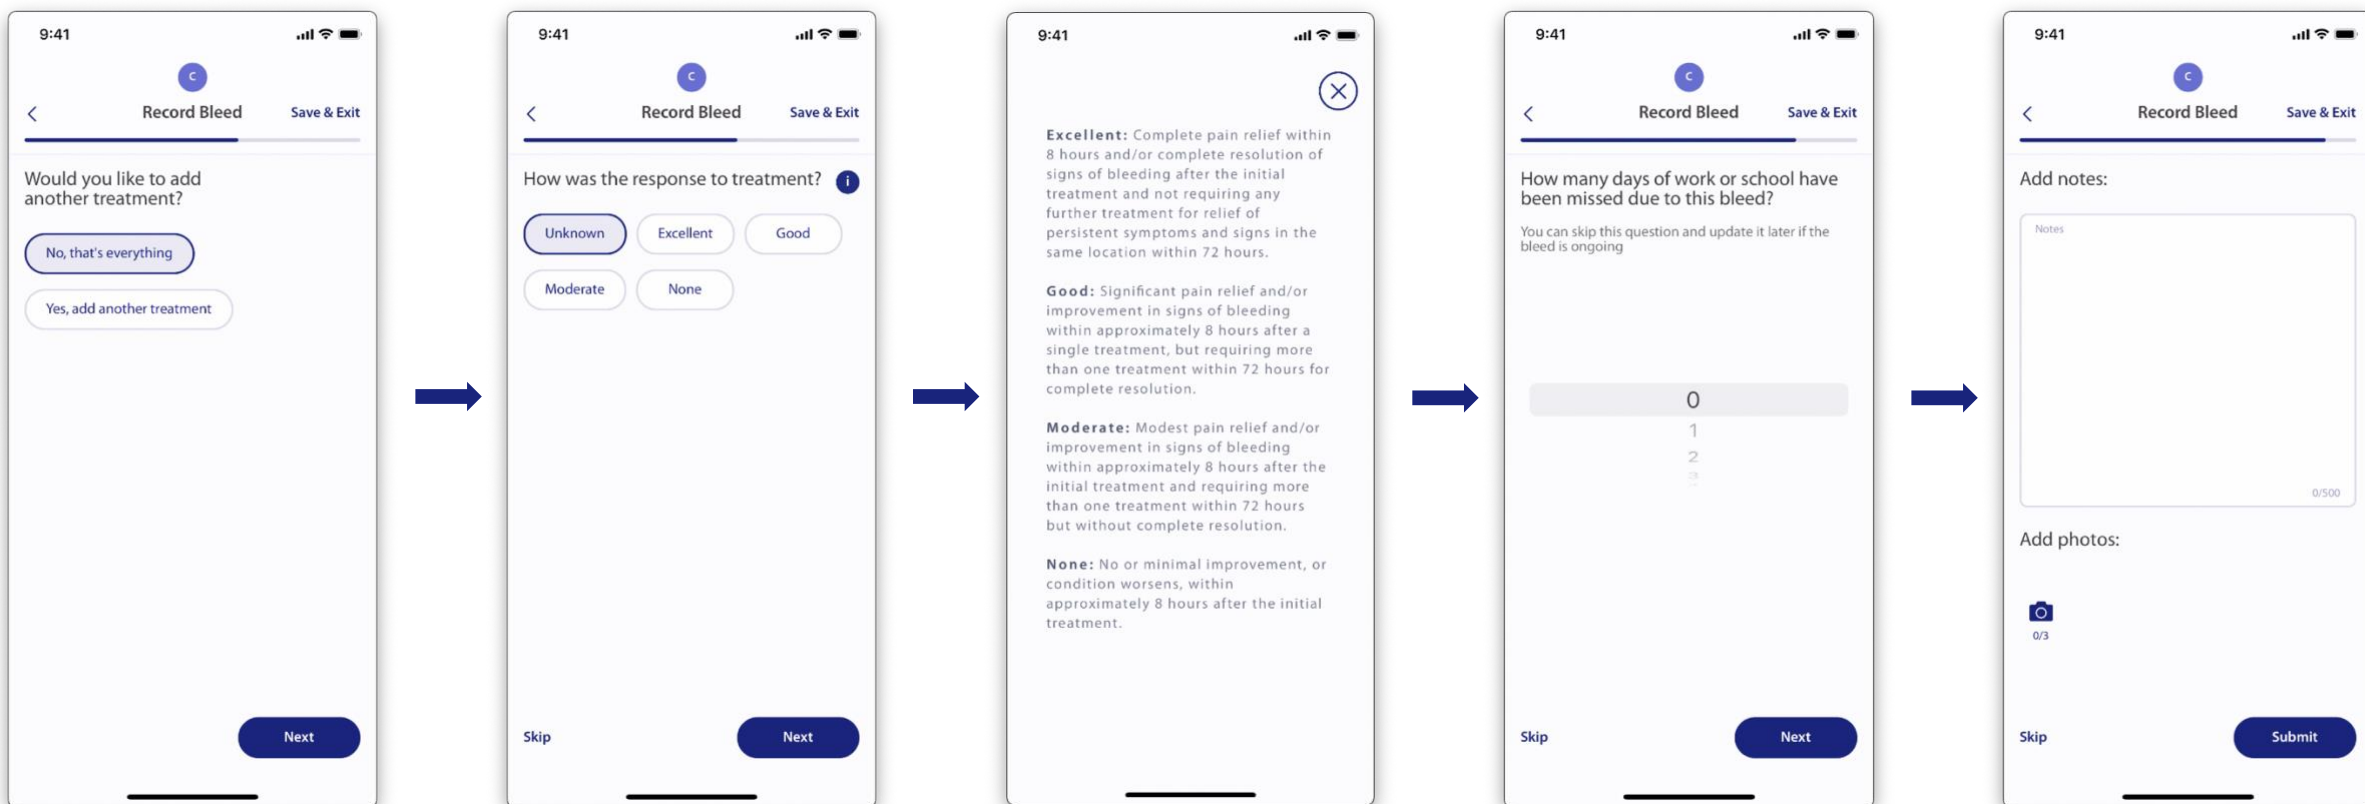 9:41
C
Record Bleed
Save & Exit
Would you like to add
another treatment?
No, that's everything
Yes, add another treatment
Next
9:41
C
Record Bleed
Save & Exit
How was the response to treatment?
i
Unknown
Excellent
Good
Moderate
None
Skip
Next
9:41
Excellent: Complete pain relief within
8 hours and/or complete resolution of
signs of bleeding after the initial
treatment and not requiring any
further treatment for relief of
persistent symptoms and signs in the
same location within 72 hours.
Good: Significant pain relief and/or
improvement in signs of bleeding
within approximately 8 hours after a
single treatment, but requiring more
than one treatment within 72 hours for
complete resolution.
Moderate: Modest pain relief and/or
improvement in signs of bleeding
within approximately 8 hours after the
initial treatment and requiring more
than one treatment within 72 hours
but without complete resolution.
None: No or minimal improvement, or
condition worsens, within
approximately 8 hours after the initial
treatment.
9:41
C
Record Bleed
Save & Exit
How many days of work or school have
been missed due to this bleed?
You can skip this question and update it later if the
bleed is ongoing
0
1
2
3
Skip
Next
9:41
C
Record Bleed
Save & Exit
Add notes:
Notes
0/500
Add photos:
0/3
Skip
Submit